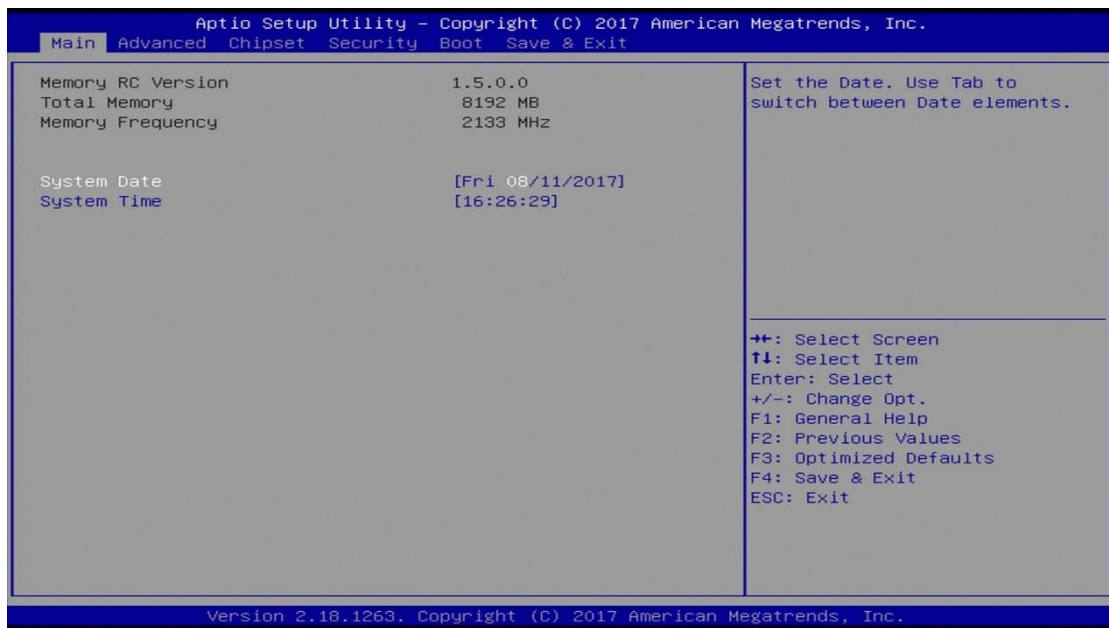 Aptio Setup Utility – Copyright (C) 2017 American Megatrends, Inc.
Main Advanced Chipset Security Boot Save & Exit
Memory RC Version 1.5.0.0
Total Memory 8192 MB
Memory Frequency 2133 MHz
System Date [Fri 08/11/2017]
System Time [16:26:29]
Set the Date. Use Tab to
switch between Date elements.
→←: Select Screen
↑↓: Select Item
Enter: Select
+/-: Change Opt.
F1: General Help
F2: Previous Values
F3: Optimized Defaults
F4: Save & Exit
ESC: Exit
Version 2.18.1263. Copyright (C) 2017 American Megatrends, Inc.